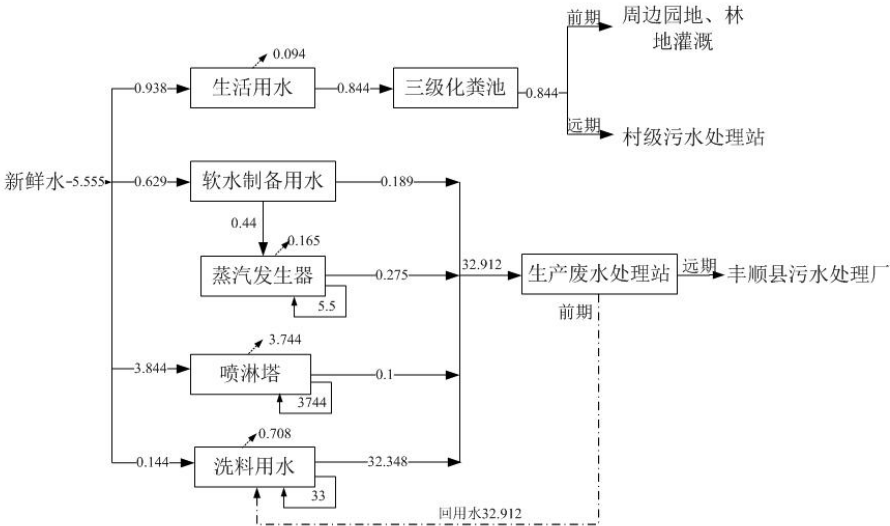 前期
周边园地、林
地灌溉
0.094
0.938
生活用水
0.844
三级化粪池
0.844
远期
村级污水处理站
新鲜水
5.555
0.629
软水制备用水
0.189
0.44
0.165
蒸汽发生器
0.275
32.912
生产废水处理站
远期
丰顺县污水处理厂
5.5
前期
3.744
3.844
喷淋塔
0.1
3744
0.708
0.144
洗料用水
32.348
33
回用水32.912